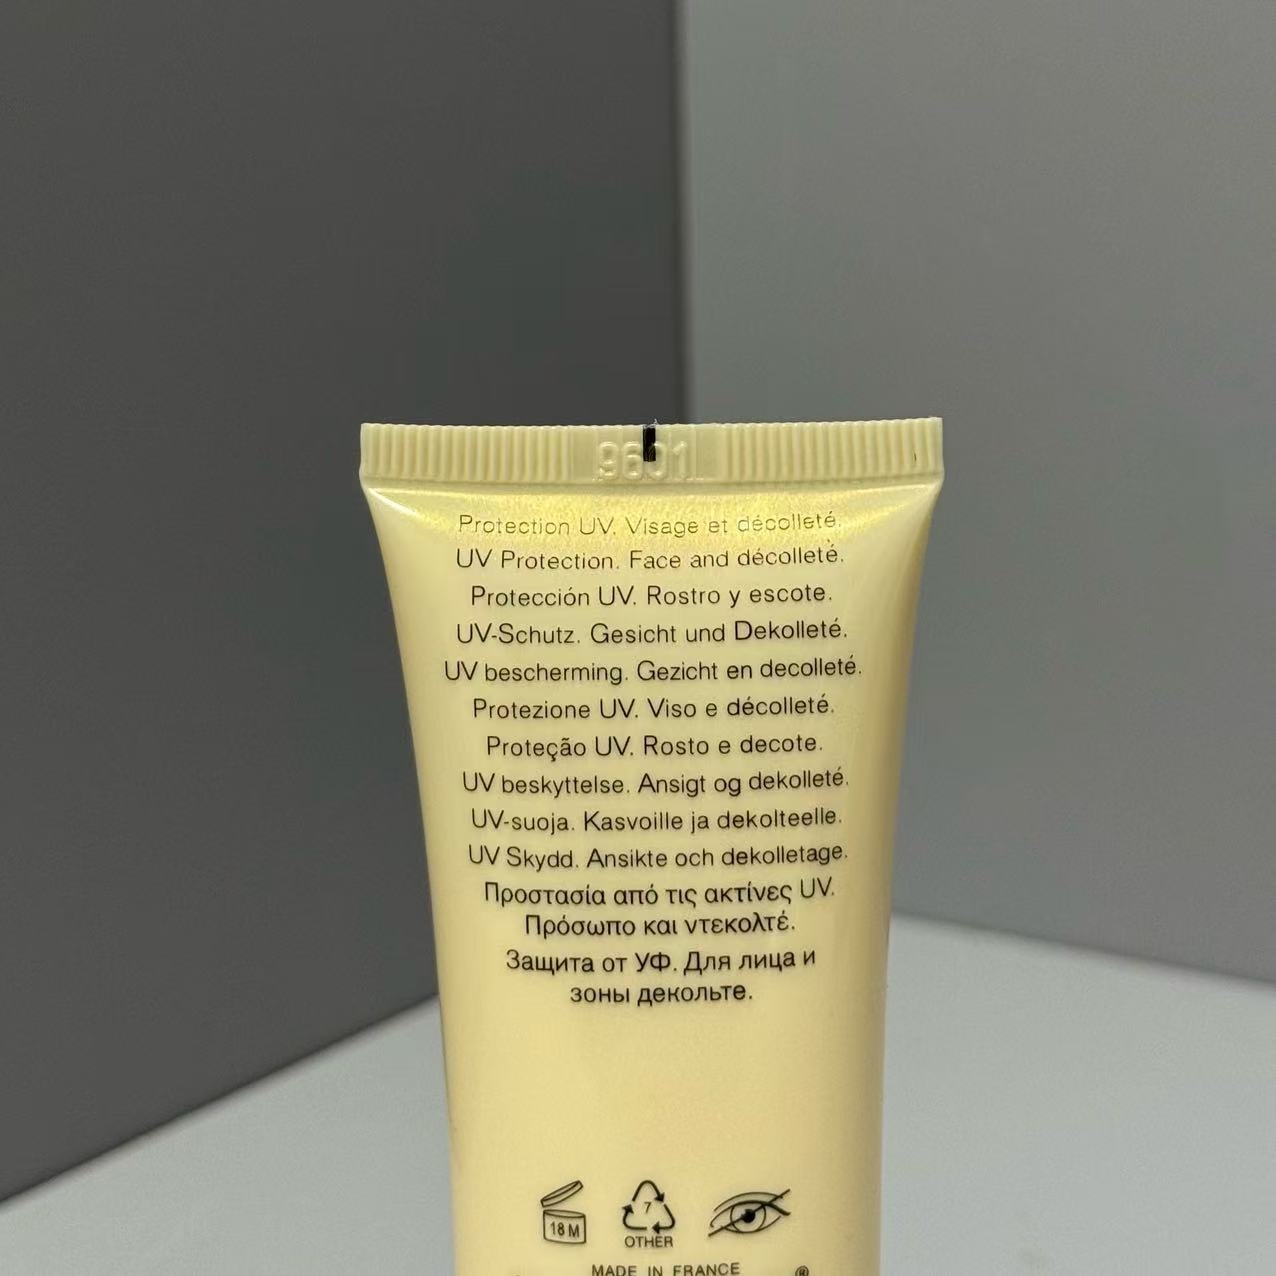 9601
Protection UV. Visage et décolleté.
UV Protection. Face and décolleté.
Protección UV. Rostro y escote.
UV-Schutz. Gesicht und Dekolleté.
UV bescherming. Gezicht en decolleté.
Protezione UV. Viso e décolleté.
Proteção UV. Rosto e decote.
UV beskyttelse. Ansigt og dekolleté.
UV-suoja. Kasvoille ja dekolteelle.
UV Skydd. Ansikte och dekolletage.
Προστασία από τις ακτίνες UV.
Πρόσωπο και ντεκολτέ.
Защита от УФ. Для лица и
зоны декольте.
18 M
7
OTHER
MADE IN FRANCE
®